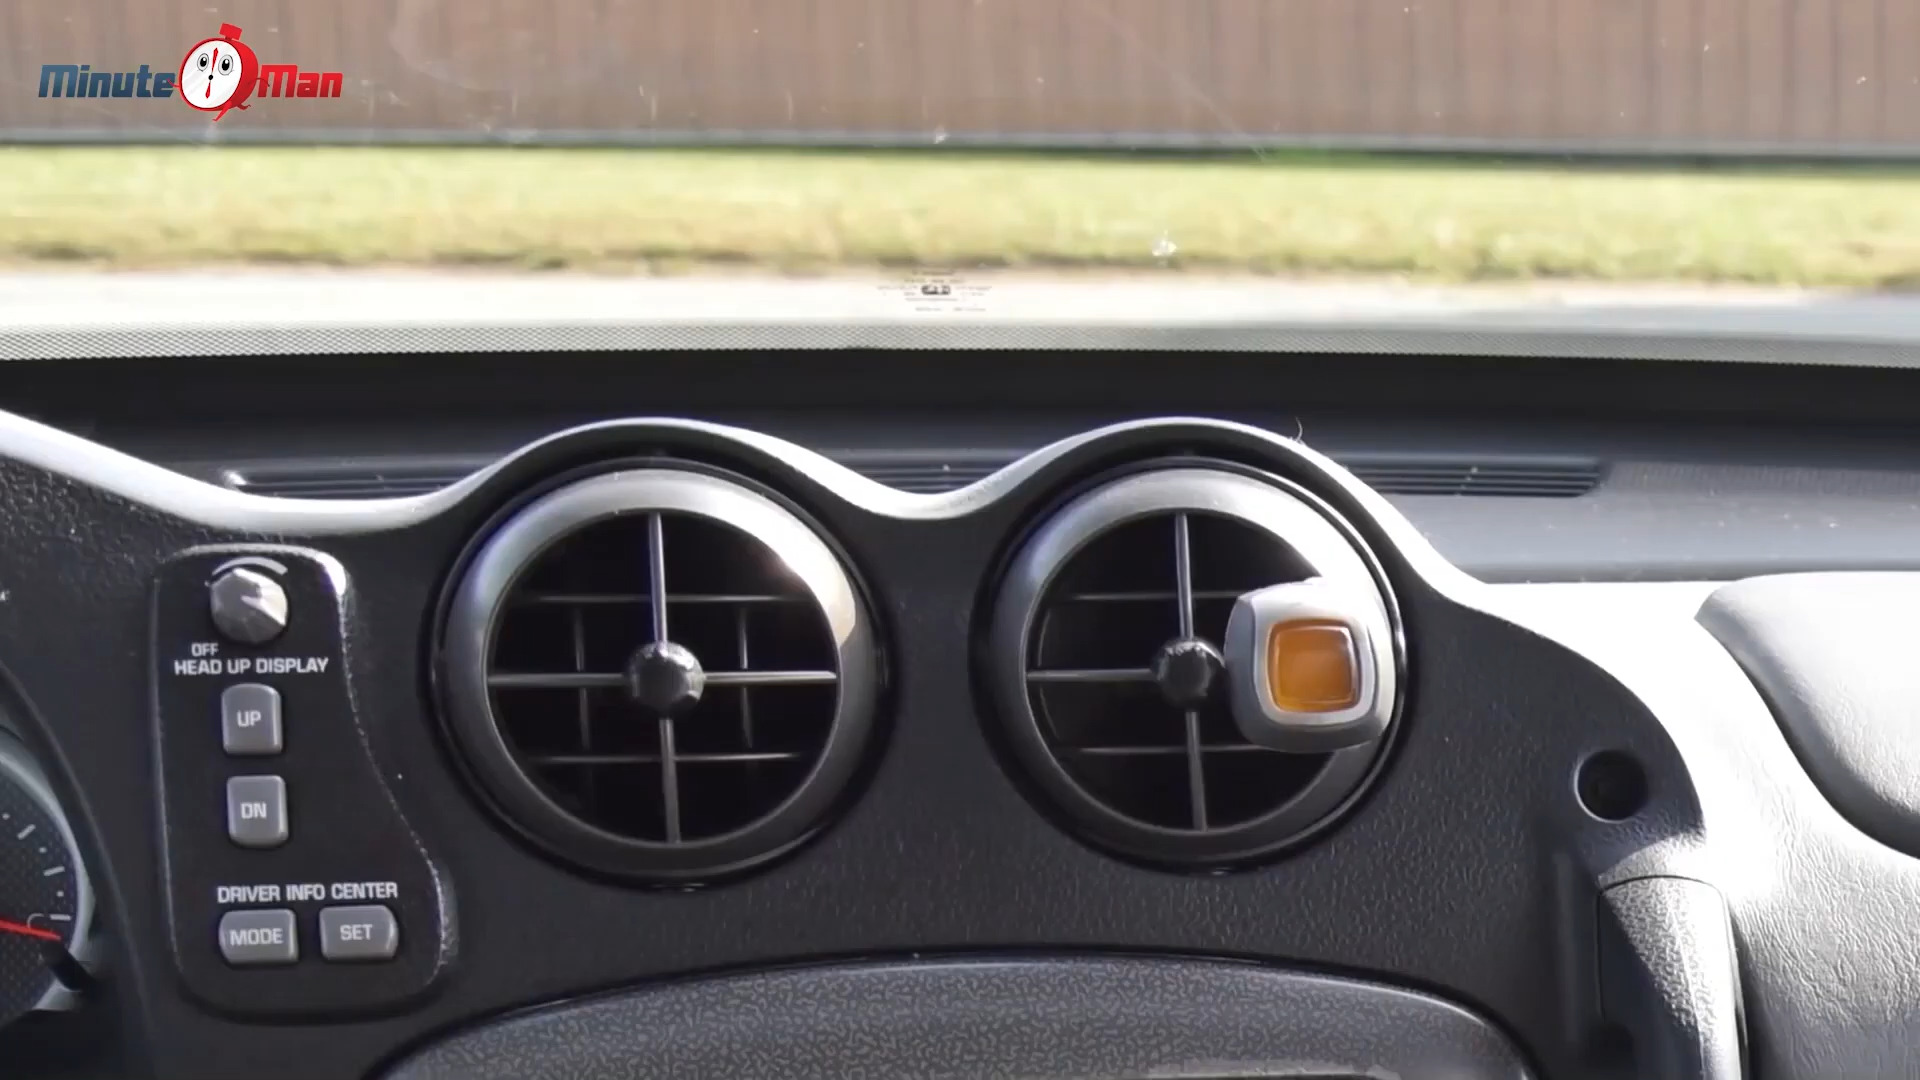 Minute Man
OFF
HEAD UP DISPLAY
UP
DN
DRIVER INFO CENTER
MODE SET